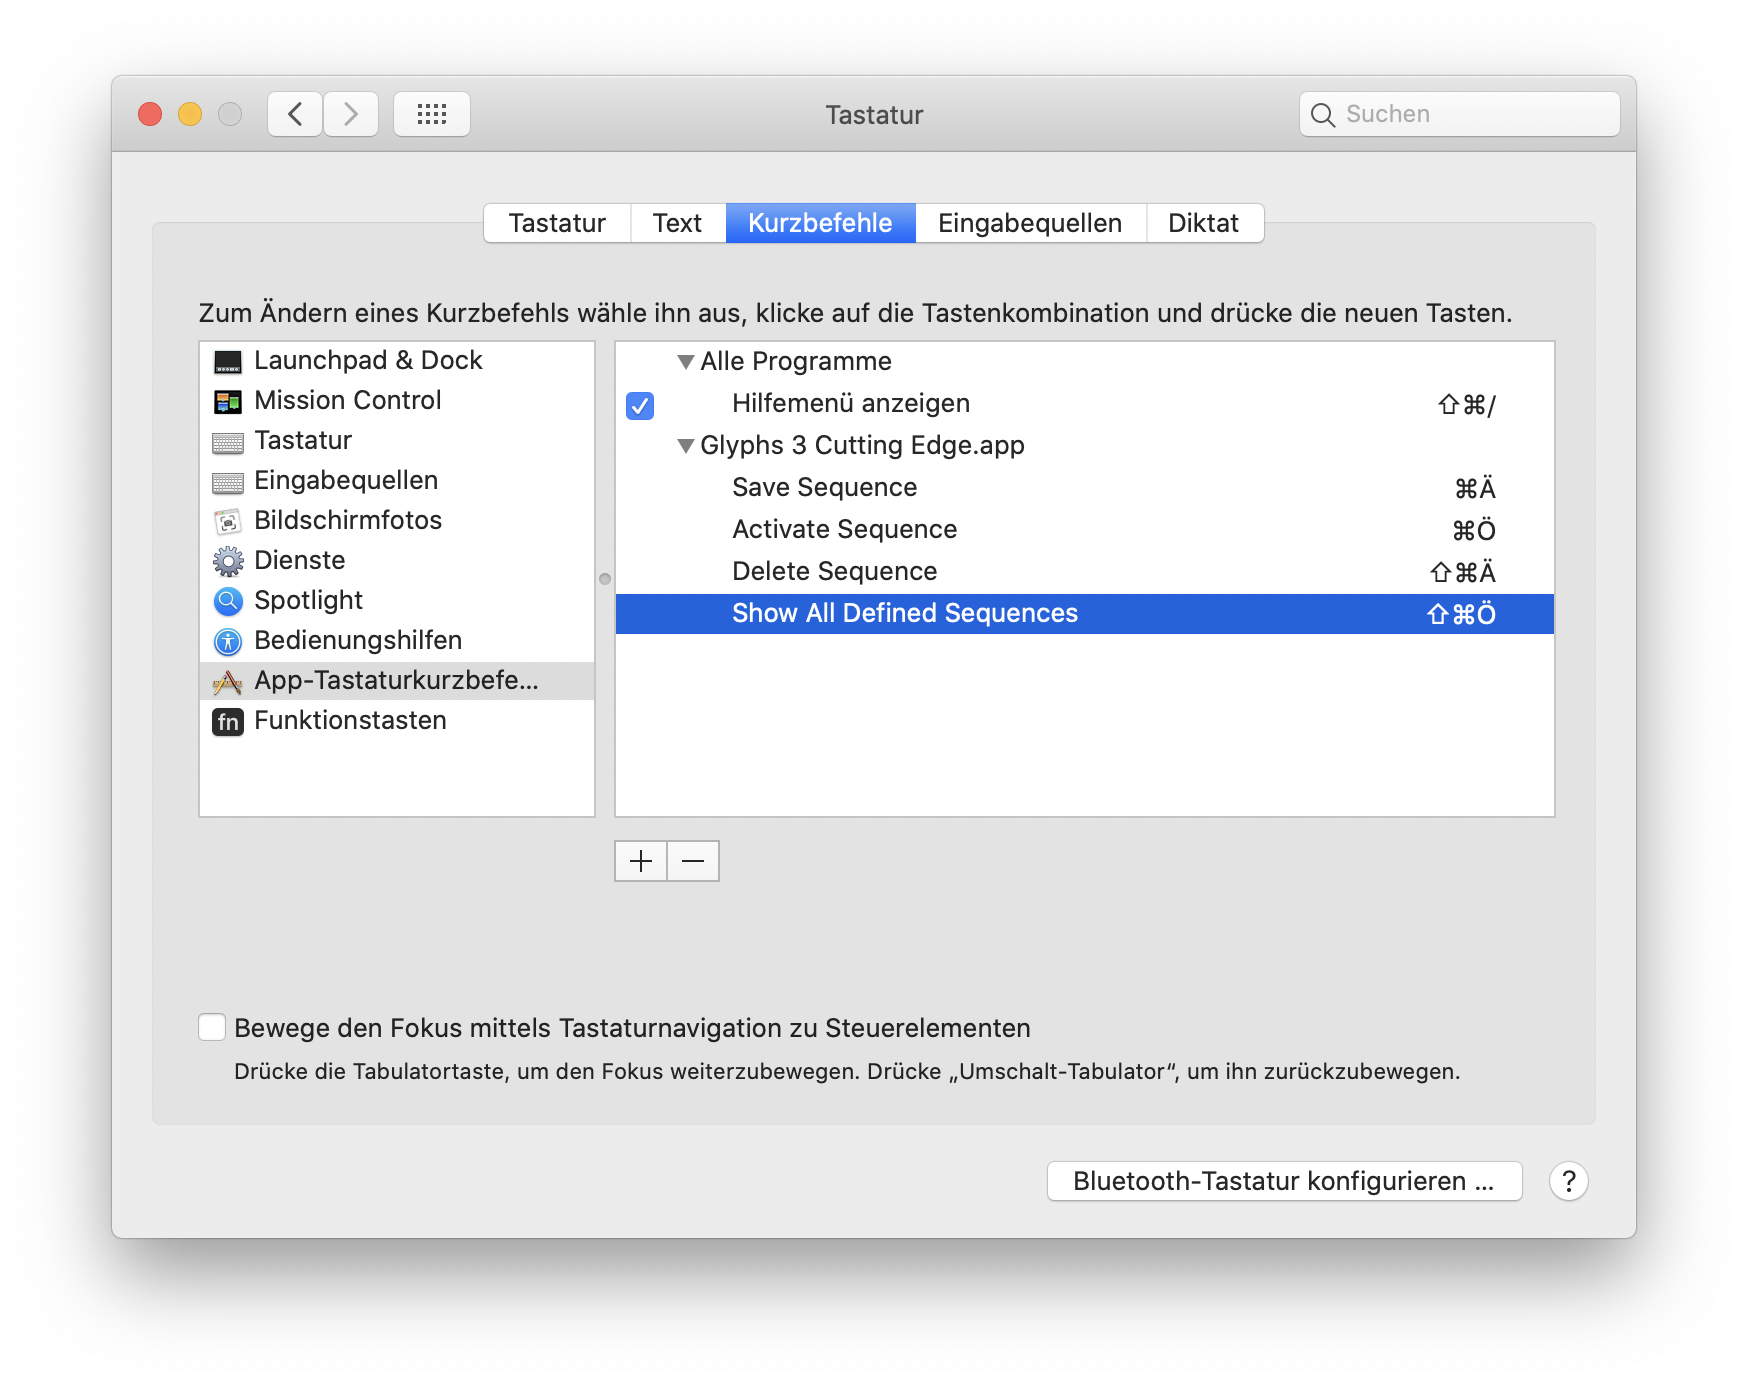 Tastatur
Suchen
Tastatur Text Kurzbefehle Eingabequellen Diktat
Zum Ändern eines Kurzbefehls wähle ihn aus, klicke auf die Tastenkombination und drücke die neuen Tasten.
Launchpad & Dock
Mission Control
Tastatur
Eingabequellen
Bildschirmfotos
Dienste
Spotlight
Bedienungshilfen
App-Tastaturkurzbefe...
fn Funktionstasten
Alle Programme
Hilfemenü anzeigen ⇧⌘/
Glyphs 3 Cutting Edge.app
Save Sequence ⌘Ä
Activate Sequence ⌘Ö
Delete Sequence ⇧⌘Ä
Show All Defined Sequences ⇧⌘Ö
Bewege den Fokus mittels Tastaturnavigation zu Steuerelementen
Drücke die Tabulatortaste, um den Fokus weiterzubewegen. Drücke „Umschalt-Tabulator“, um ihn zurückzubewegen.
Bluetooth-Tastatur konfigurieren ...
?